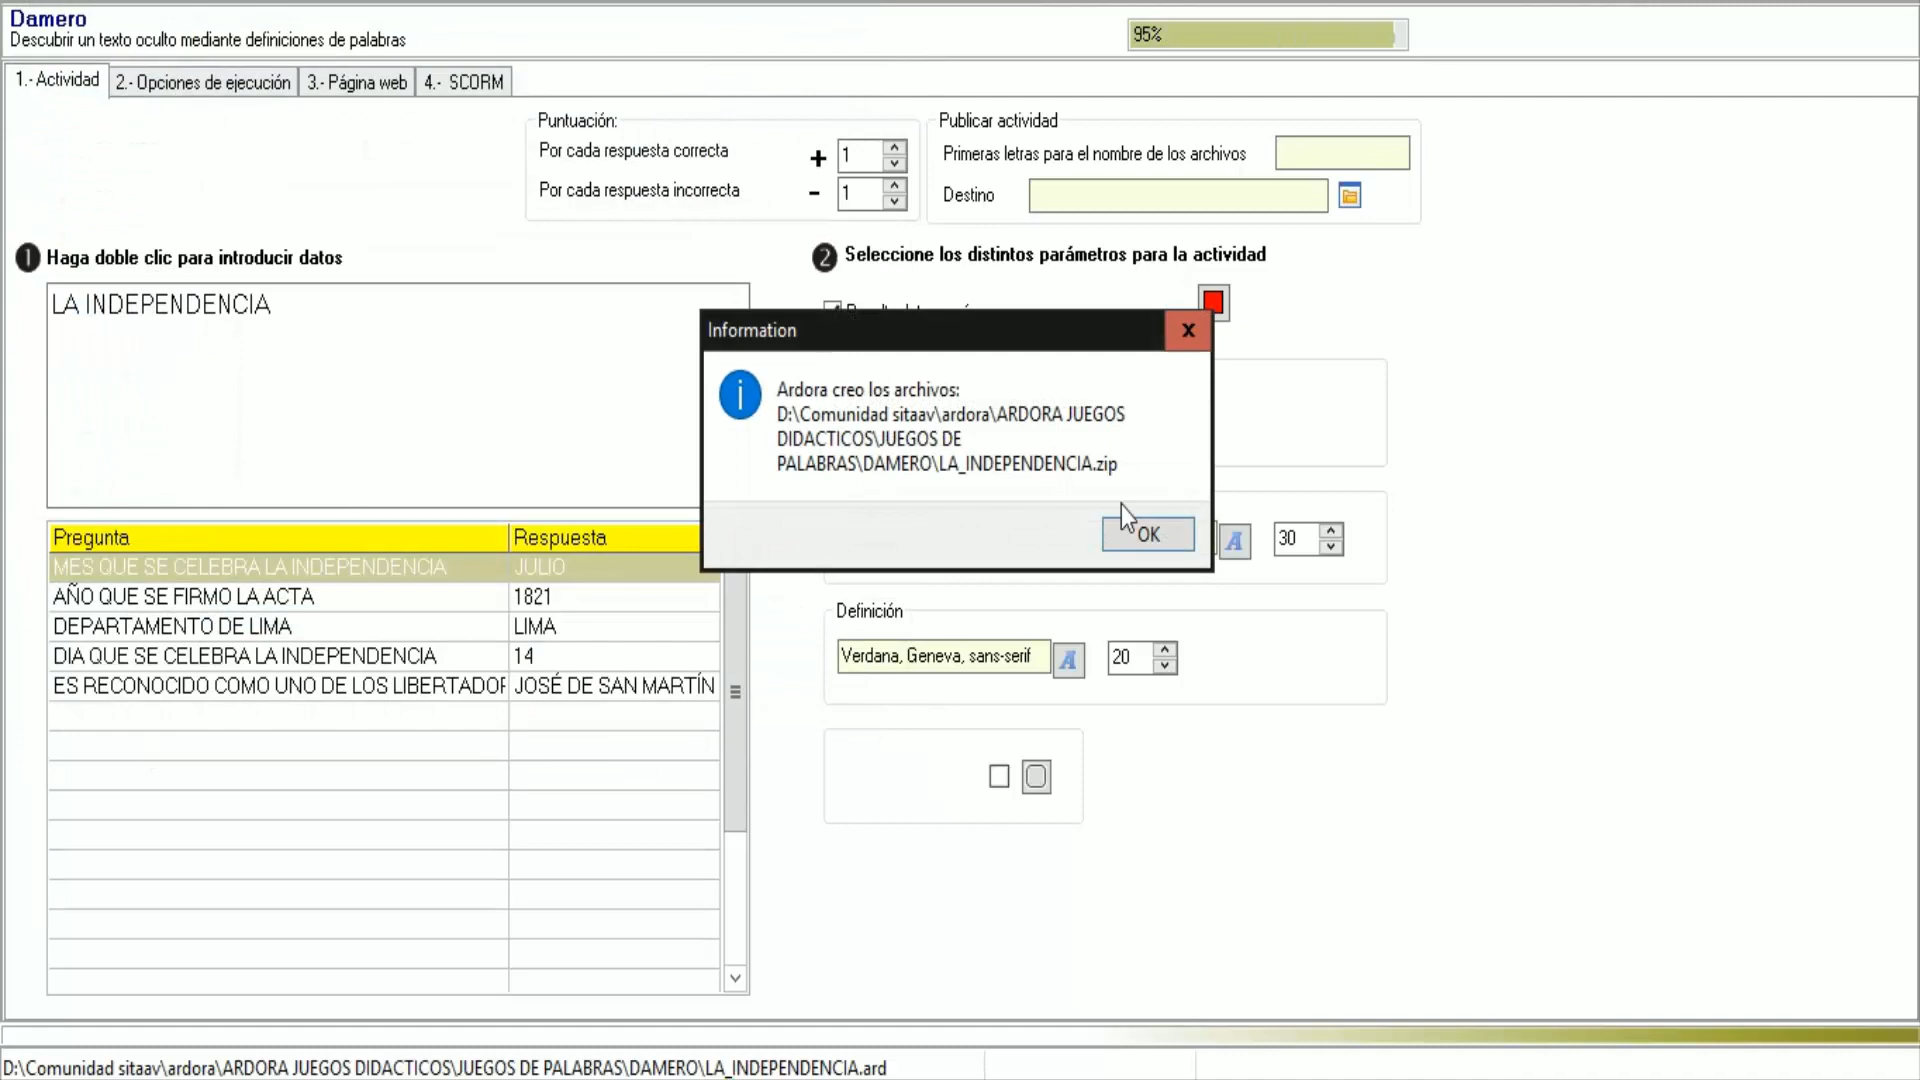 Damero
Descubrir un texto oculto mediante definiciones de palabras
95%
1.- Actividad
2.- Opciones de ejecución
3.- Página web
4.- SCORM
Puntuación:
Por cada respuesta correcta
+
1
Por cada respuesta incorrecta
-
1
Publicar actividad
Primeras letras para el nombre de los archivos
Destino
1 Haga doble clic para introducir datos
2 Seleccione los distintos parámetros para la actividad
LA INDEPENDENCIA
Information
X
Ardora creo los archivos:
D:\Comunidad sitaav\ardora\ARDORA JUEGOS
DIDACTICOS\JUEGOS DE
PALABRAS\DAMERO\LA_INDEPENDENCIA.zip
OK
A
30
Pregunta Respuesta
MES QUE SE CELEBRA LA INDEPENDENCIA JULIO
AÑO QUE SE FIRMO LA ACTA 1821
DEPARTAMENTO DE LIMA LIMA
DIA QUE SE CELEBRA LA INDEPENDENCIA 14
ES RECONOCIDO COMO UNO DE LOS LIBERTADOR JOSÉ DE SAN MARTÍN
Definición
Verdana, Geneva, sans-serif
A
20
D:\Comunidad sitaav\ardora\ARDORA JUEGOS DIDACTICOS\JUEGOS DE PALABRAS\DAMERO\LA_INDEPENDENCIA.ard